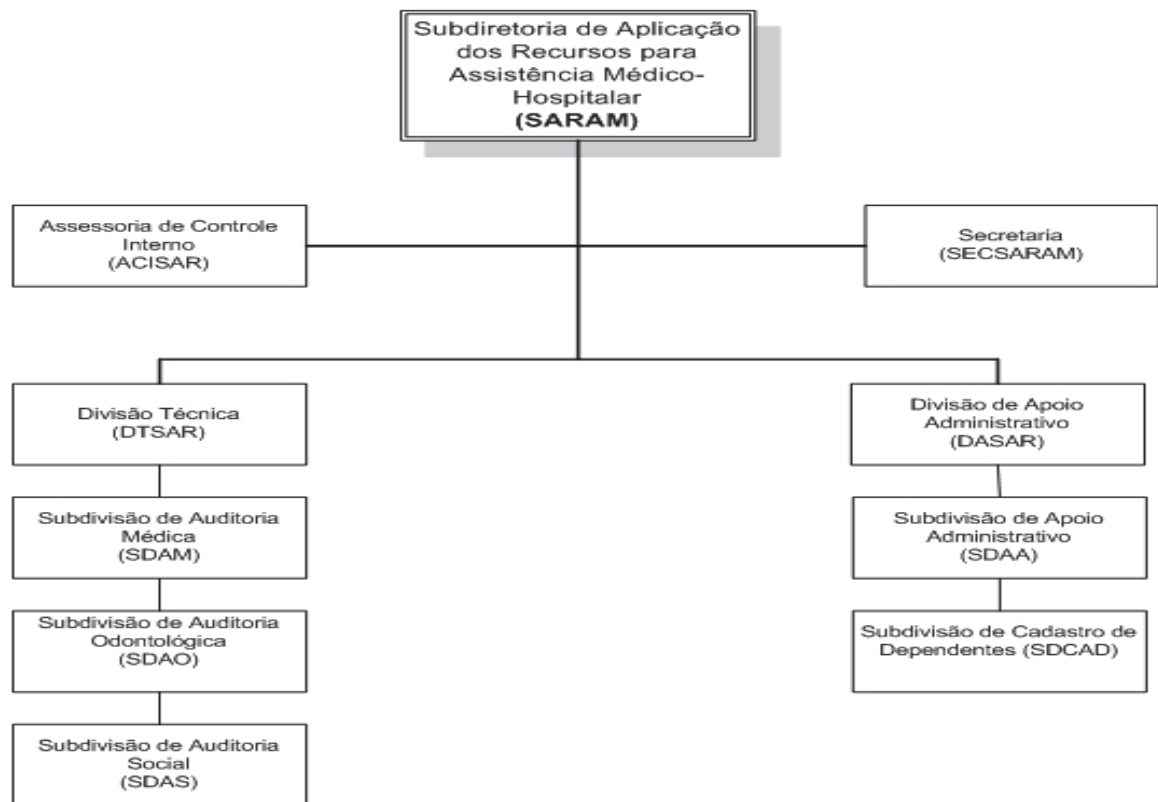 Subdiretoria de Aplicação
dos Recursos para
Assistência Médico-
Hospitalar
(SARAM)
Assessoria de Controle
Interno
(ACISAR)
Secretaria
(SECSARAM)
Divisão Técnica
(DTSAR)
Divisão de Apoio
Administrativo
(DASAR)
Subdivisão de Auditoria
Médica
(SDAM)
Subdivisão de Apoio
Administrativo
(SDAA)
Subdivisão de Auditoria
Odontológica
(SDAO)
Subdivisão de Cadastro de
Dependentes (SDCAD)
Subdivisão de Auditoria
Social
(SDAS)